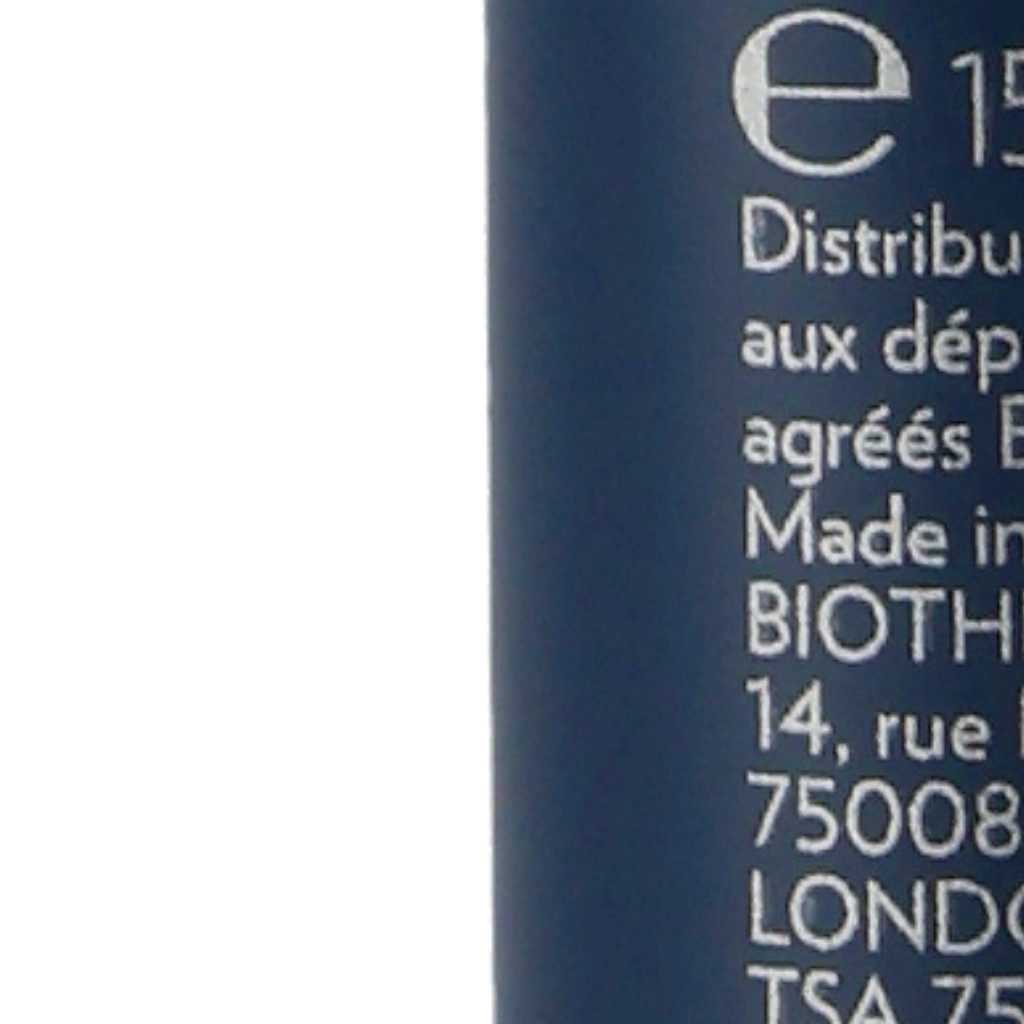 e 15
Distribu
aux dép
agréés
Made in
BIOTH
14, rue
75008
LONDO
TSA 75